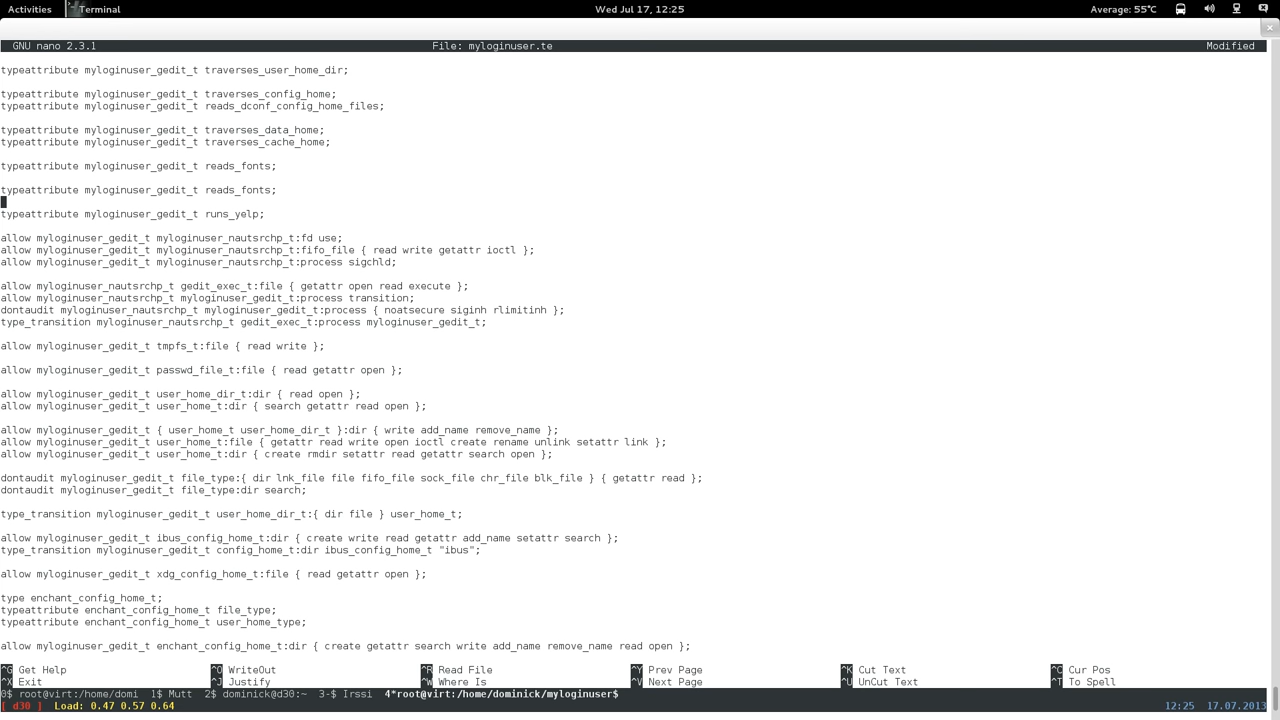 Activities Terminal Wed Jul 17, 12:25 Average: 55℃
GNU nano 2.3.1 File: myloginuser.te Modified
typeattribute myloginuser_gedit_t traverses_user_home_dir;
typeattribute myloginuser_gedit_t traverses_config_home;
typeattribute myloginuser_gedit_t reads_dconf_config_home_files;
typeattribute myloginuser_gedit_t traverses_data_home;
typeattribute myloginuser_gedit_t traverses_cache_home;
typeattribute myloginuser_gedit_t reads_fonts;
typeattribute myloginuser_gedit_t reads_fonts;
typeattribute myloginuser_gedit_t runs_yelp;
allow myloginuser_gedit_t myloginuser_nautsrchp_t:fd use;
allow myloginuser_gedit_t myloginuser_nautsrchp_t:fifo_file { read write getattr ioctl };
allow myloginuser_gedit_t myloginuser_nautsrchp_t:process sigchld;
allow myloginuser_nautsrchp_t gedit_exec_t:file { getattr open read execute };
allow myloginuser_nautsrchp_t myloginuser_gedit_t:process transition;
dontaudit myloginuser_nautsrchp_t myloginuser_gedit_t:process { noatsecure siginh rlimitinh };
type_transition myloginuser_nautsrchp_t gedit_exec_t:process myloginuser_gedit_t;
allow myloginuser_gedit_t tmpfs_t:file { read write };
allow myloginuser_gedit_t passwd_file_t:file { read getattr open };
allow myloginuser_gedit_t user_home_dir_t:dir { read open };
allow myloginuser_gedit_t user_home_t:dir { search getattr read open };
allow myloginuser_gedit_t { user_home_t user_home_dir_t }:dir { write add_name remove_name };
allow myloginuser_gedit_t user_home_t:file { getattr read write open ioctl create rename unlink setattr link };
allow myloginuser_gedit_t user_home_t:dir { create rmdir setattr read getattr search open };
dontaudit myloginuser_gedit_t file_type:{ dir lnk_file file fifo_file sock_file chr_file blk_file } { getattr read };
dontaudit myloginuser_gedit_t file_type:dir search;
type_transition myloginuser_gedit_t user_home_dir_t:{ dir file } user_home_t;
allow myloginuser_gedit_t ibus_config_home_t:dir { create write read getattr add_name setattr search };
type_transition myloginuser_gedit_t config_home_t:dir ibus_config_home_t "ibus";
allow myloginuser_gedit_t xdg_config_home_t:file { read getattr open };
type enchant_config_home_t;
typeattribute enchant_config_home_t file_type;
typeattribute enchant_config_home_t user_home_type;
allow myloginuser_gedit_t enchant_config_home_t:dir { create getattr search write add_name remove_name read open };
^G Get Help ^O WriteOut ^R Read File ^Y Prev Page ^K Cut Text ^C Cur Pos
^X Exit ^J Justify ^W Where Is ^V Next Page ^U UnCut Text ^T To Spell
0$ root@virt:/home/domi 1$ Mutt 2$ dominick@d30:~ 3-$ Irssi 4*root@virt:/home/dominick/myloginuser$
[ d30 ] Load: 0.47 0.57 0.64 12:25 17.07.2013